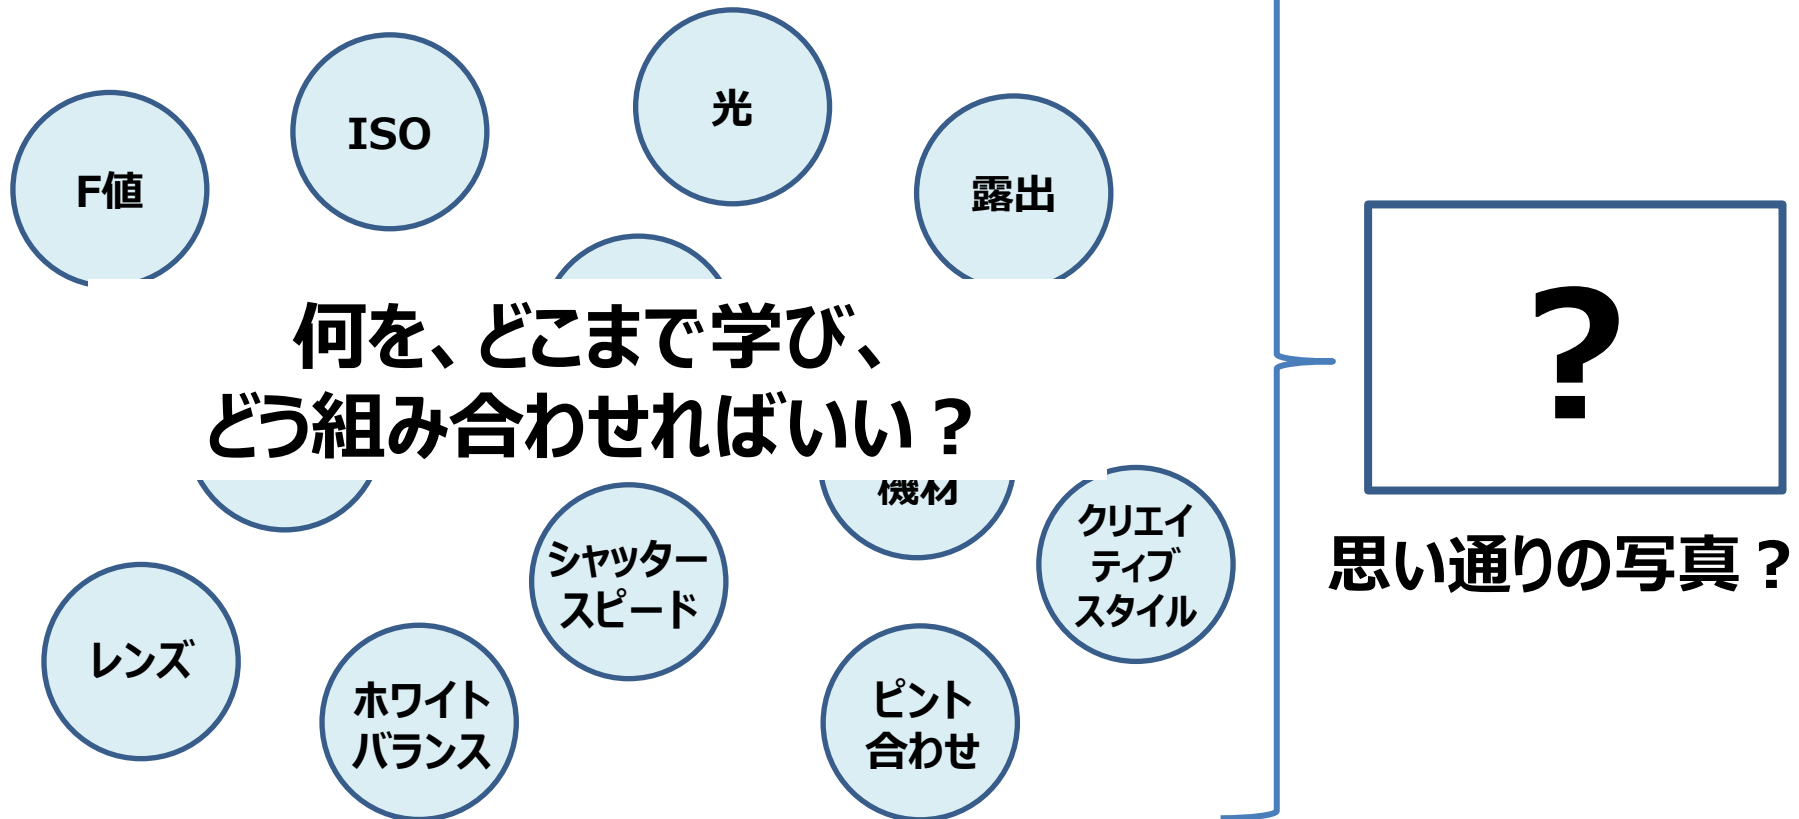 光
ISO
露出
F値
?
何を、どこまで学び、
どう組み合わせればいい？
機材
クリエイ
ティブ
スタイル
シャッター
スピード
思い通りの写真？
レンズ
ホワイト
バランス
ピント
合わせ